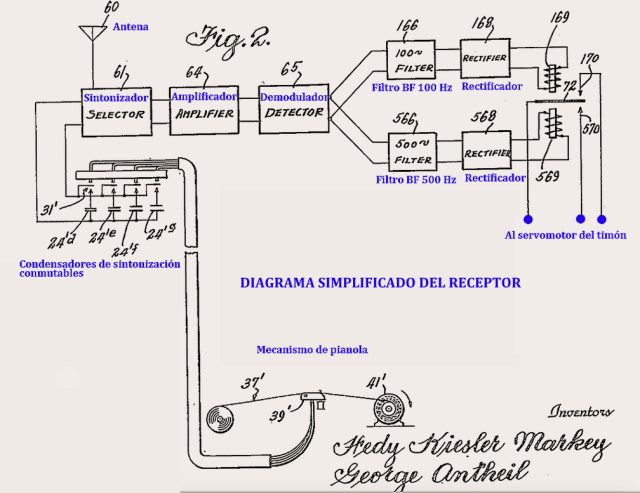 60
Antena
Fig. 2.
166
168
169
170
61
64
65
100~
FILTER
RECTIFIER
72
Sintonizador
SELECTOR
Amplificador
AMPLIFIER
Demodulador
DETECTOR
Filtro BF 100 Hz
Rectificador
566
568
570
500~
FILTER
RECTIFIER
569
Filtro BF 500 Hz
Rectificador
31'
24'd
24'e
24'f
24'g
Al servomotor del timón
Condensadores de sintonización
conmutables
DIAGRAMA SIMPLIFICADO DEL RECEPTOR
Mecanismo de pianola
37'
39'
41'
Inventors
Hedy Kiesler Markey
George Antheil